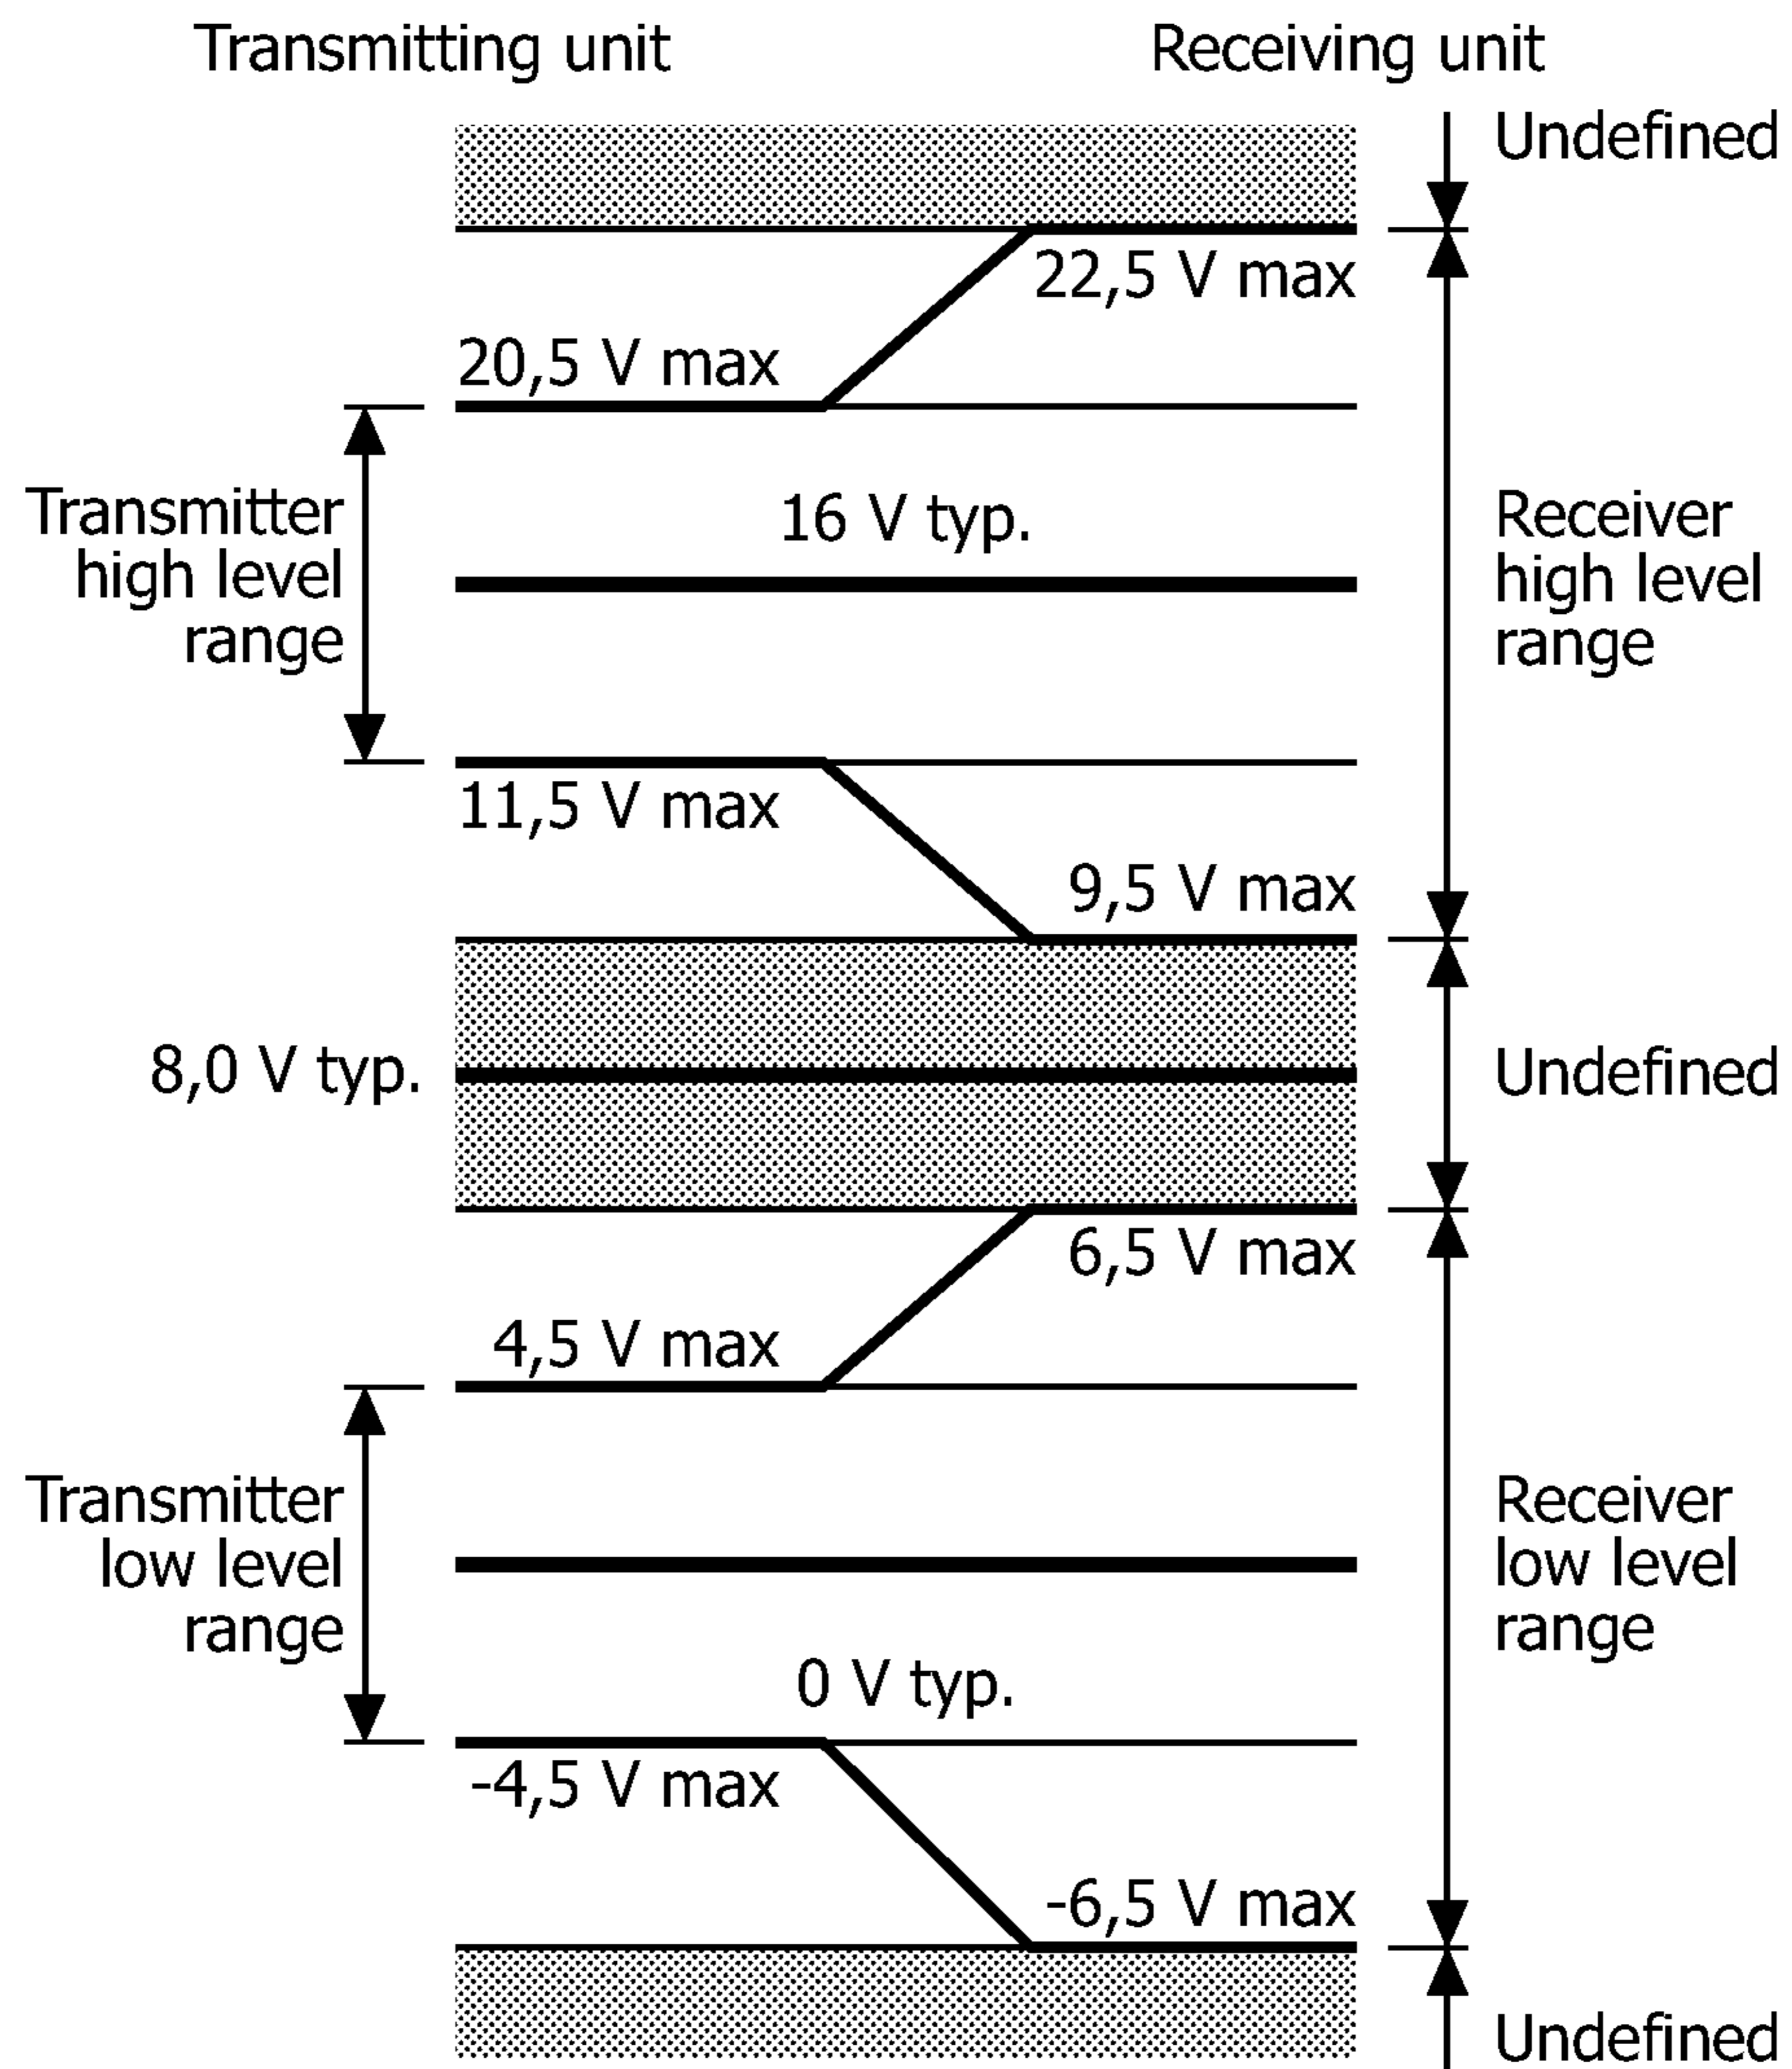 Transmitting unit
Receiving unit
Undefined
22,5 V max
20,5 V max
Transmitter
high level
range
16 V typ.
Receiver
high level
range
11,5 V max
9,5 V max
8,0 V typ.
Undefined
6,5 V max
4,5 V max
Transmitter
low level
range
Receiver
low level
range
0 V typ.
-4,5 V max
-6,5 V max
Undefined